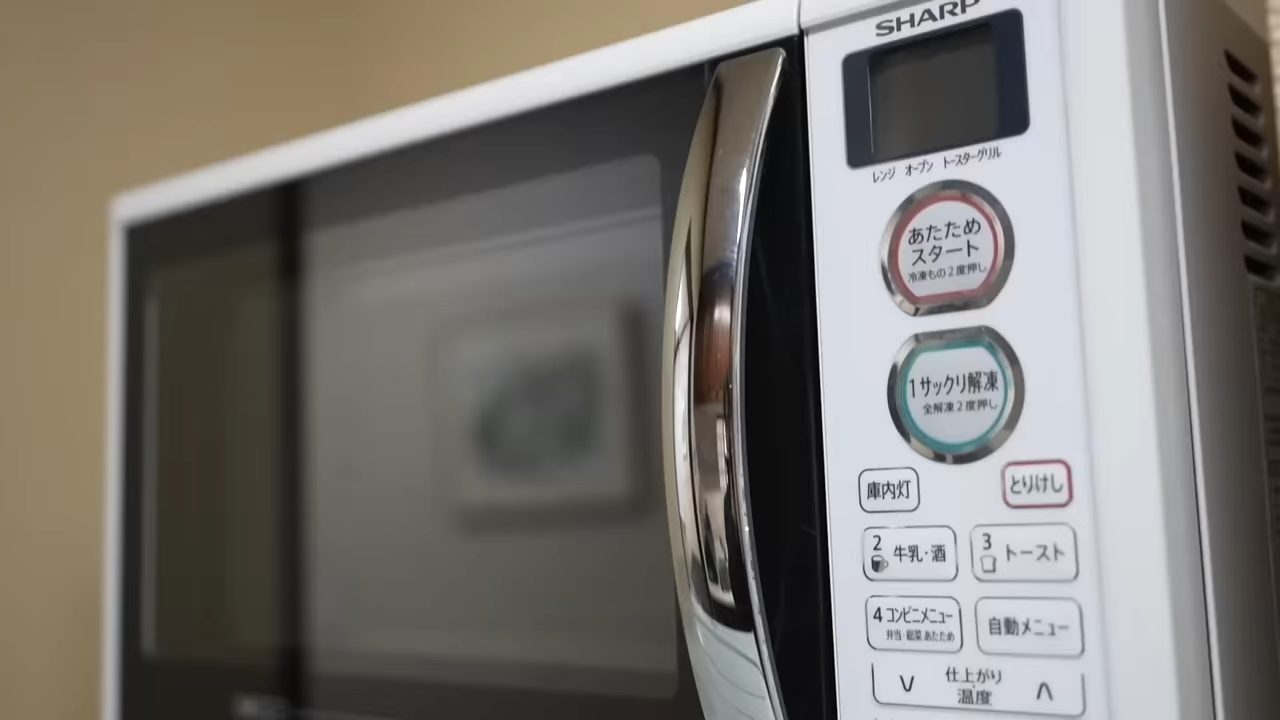 SHARP
レンジ オーブン トースターグリル
あたため
スタート
冷凍もの2度押し
1 サックリ解凍
全解凍2度押し
庫内灯
とりけし
2 牛乳・酒
3 トースト
4 コンビニメニュー
弁当・総菜 あたため
自動メニュー
仕上がり
温度